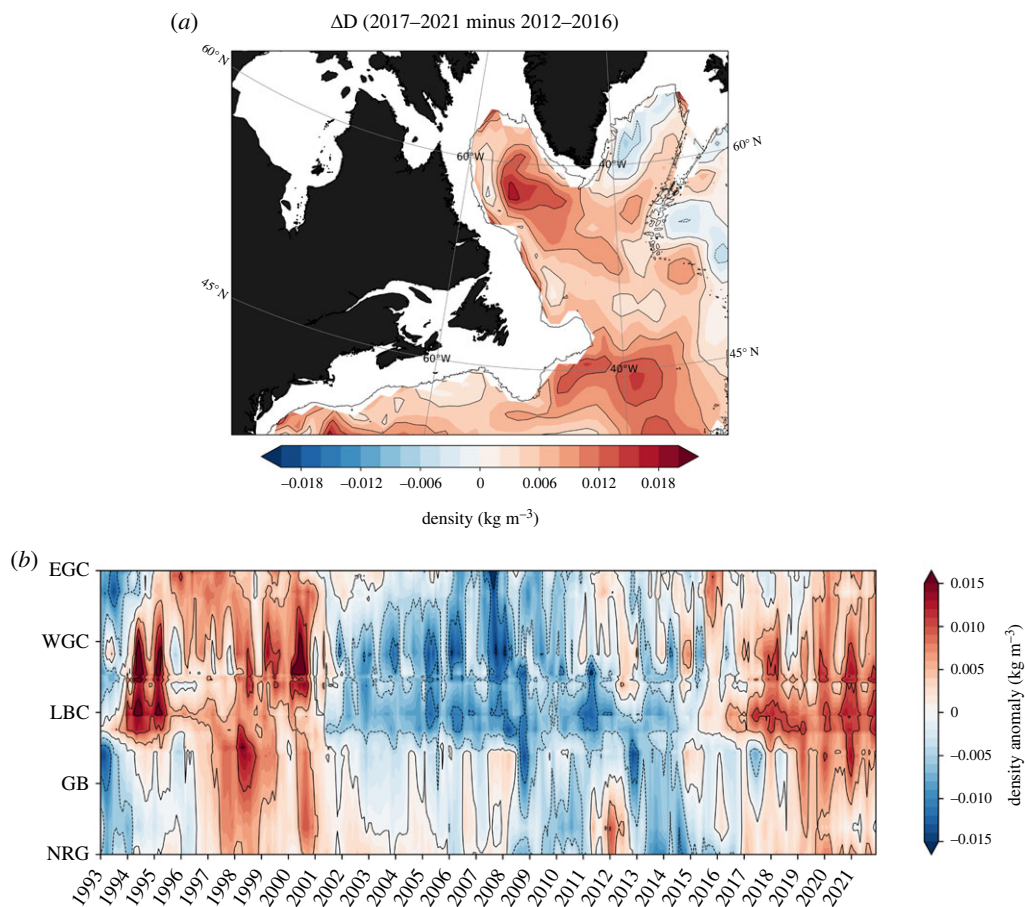 (a) ΔD (2017–2021 minus 2012–2016)
60°N
60°W
40°W
60° N
45°N
45° N
60°W
40°W
−0.018 −0.012 −0.006 0 0.006 0.012 0.018
density (kg m−3)
(b)
EGC
WGC
LBC
GB
NRG
1993 1994 1995 1996 1997 1998 1999 2000 2001 2002 2003 2004 2005 2006 2007 2008 2009 2010 2011 2012 2013 2014 2015 2016 2017 2018 2019 2020 2021
0.015
0.010
0.005
0
−0.005
−0.010
−0.015
density anomaly (kg m−3)